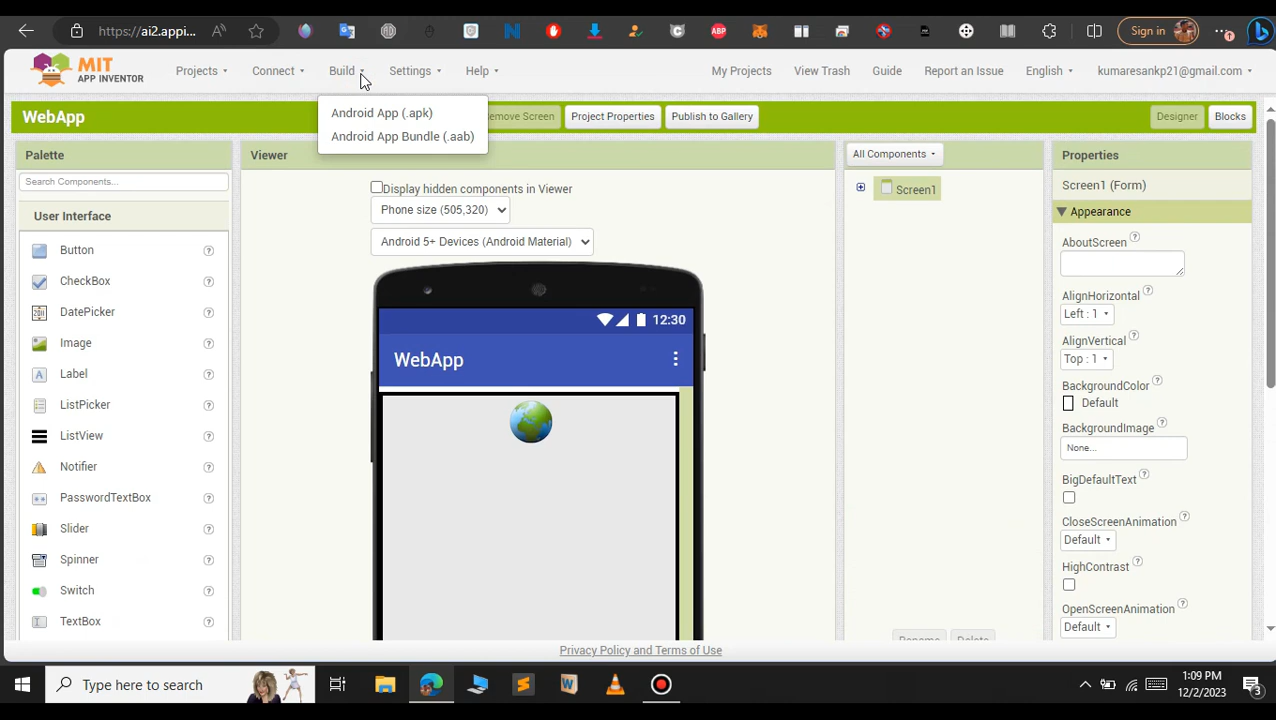 https://ai2.appi...
Sign in
MIT
APP INVENTOR
Projects
Connect
Build
Settings
Help
My Projects
View Trash
Guide
Report an Issue
English
kumaresankp21@gmail.com
Android App (.apk)
Android App Bundle (.aab)
WebApp
emove Screen
Project Properties
Publish to Gallery
Designer
Blocks
Palette
Viewer
All Components
Properties
Search Components...
User Interface
Button
CheckBox
DatePicker
Image
Label
ListPicker
ListView
Notifier
PasswordTextBox
Slider
Spinner
Switch
TextBox
Display hidden components in Viewer
Phone size (505,320)
Android 5+ Devices (Android Material)
12:30
WebApp
Screen1
Screen1 (Form)
Appearance
AboutScreen
AlignHorizontal
Left : 1
AlignVertical
Top : 1
BackgroundColor
Default
BackgroundImage
None...
BigDefaultText
CloseScreenAnimation
Default
HighContrast
OpenScreenAnimation
Default
Rename
Delete
Privacy Policy and Terms of Use
Type here to search
1:09 PM
12/2/2023
3